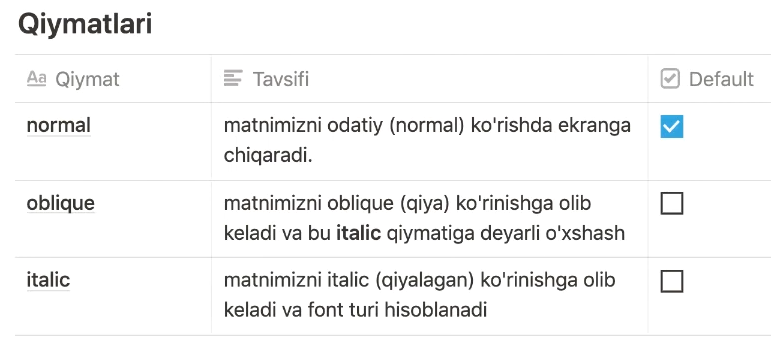 Qiymatlari
Aa Qiymat Tavsifi Default
normal matnimizni odatiy (normal) ko'rishda ekranga
chiqaradi.
oblique matnimizni oblique (qiya) ko'rinishga olib
keladi va bu italic qiymatiga deyarli o'xshash
italic matnimizni italic (qiyalagan) ko'rinishga olib
keladi va font turi hisoblanadi